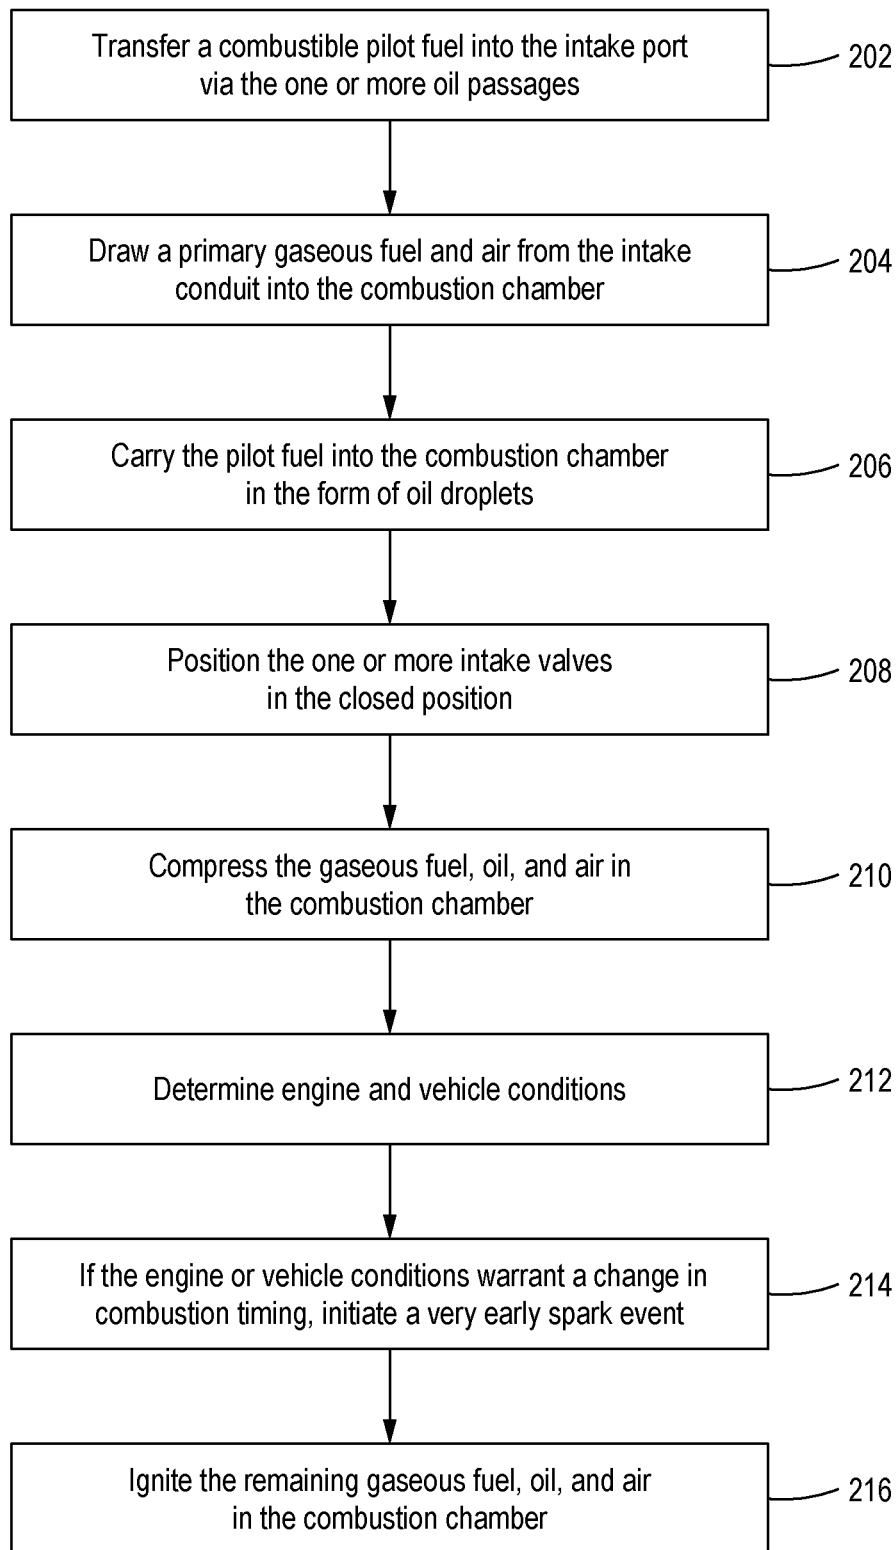 Transfer a combustible pilot fuel into the intake port
via the one or more oil passages
202
Draw a primary gaseous fuel and air from the intake
conduit into the combustion chamber
204
Carry the pilot fuel into the combustion chamber
in the form of oil droplets
206
Position the one or more intake valves
in the closed position
208
Compress the gaseous fuel, oil, and air in
the combustion chamber
210
Determine engine and vehicle conditions
212
If the engine or vehicle conditions warrant a change in
combustion timing, initiate a very early spark event
214
Ignite the remaining gaseous fuel, oil, and air
in the combustion chamber
216